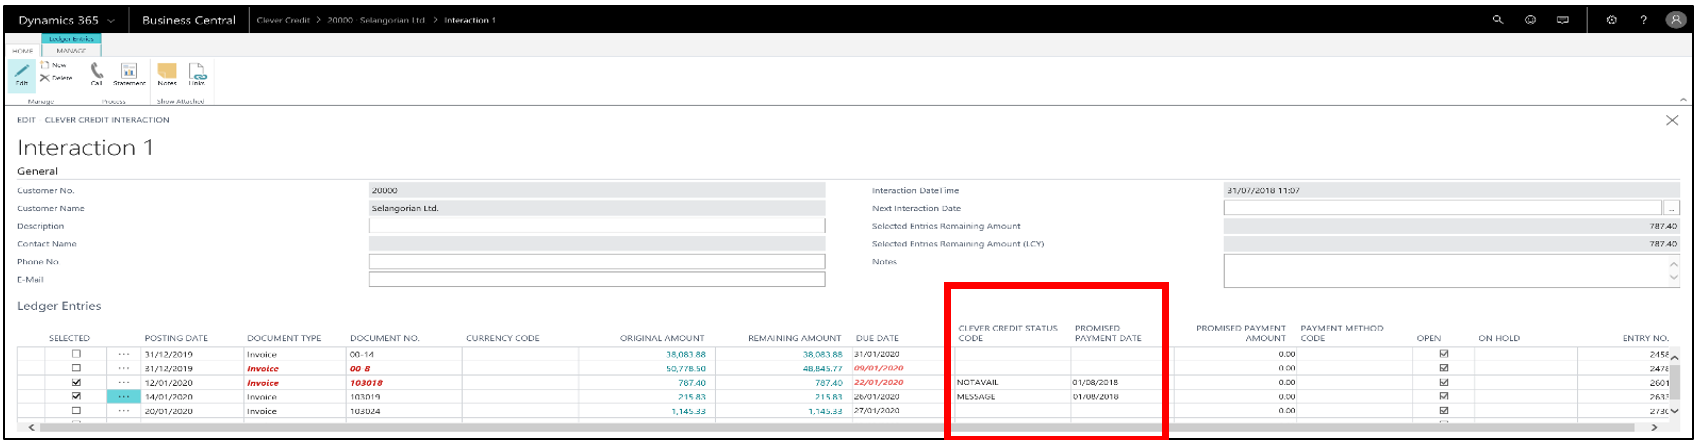 Dynamics 365 Business Central Clever Credit > 20000 · Selangorian Ltd. > Interaction 1 ?
Ledger Entries
HOME MANAGE
Edit New Delete Call Statement Notes Links
Manage Process Show Attached
EDIT CLEVER CREDIT INTERACTION
Interaction 1
General
Customer No. 20000 Interaction DateTime 31/07/2018 11:07
Customer Name Selangorian Ltd. Next Interaction Date ...
Description Selected Entries Remaining Amount 787.40
Contact Name Selected Entries Remaining Amount (LCY) 787.40
Phone No. Notes
E-Mail
Ledger Entries
SELECTED POSTING DATE DOCUMENT TYPE DOCUMENT NO. CURRENCY CODE ORIGINAL AMOUNT REMAINING AMOUNT DUE DATE CLEVER CREDIT STATUS CODE PROMISED PAYMENT DATE PROMISED PAYMENT AMOUNT PAYMENT METHOD CODE OPEN ON HOLD ENTRY NO.
... 31/12/2019 Invoice 00-14 38,083.88 38,083.88 31/01/2020 0.00 2458
... 31/12/2019 Invoice 00-8 50,778.50 48,845.77 09/01/2020 0.00 2478
... 12/01/2020 Invoice 103018 787.40 787.40 22/01/2020 NOTAVAIL 01/08/2018 0.00 2601
... 14/01/2020 Invoice 103019 215.83 215.83 26/01/2020 MESSAGE 01/08/2018 0.00 2633
... 20/01/2020 Invoice 103024 1,145.33 1,145.33 27/01/2020 0.00 2730